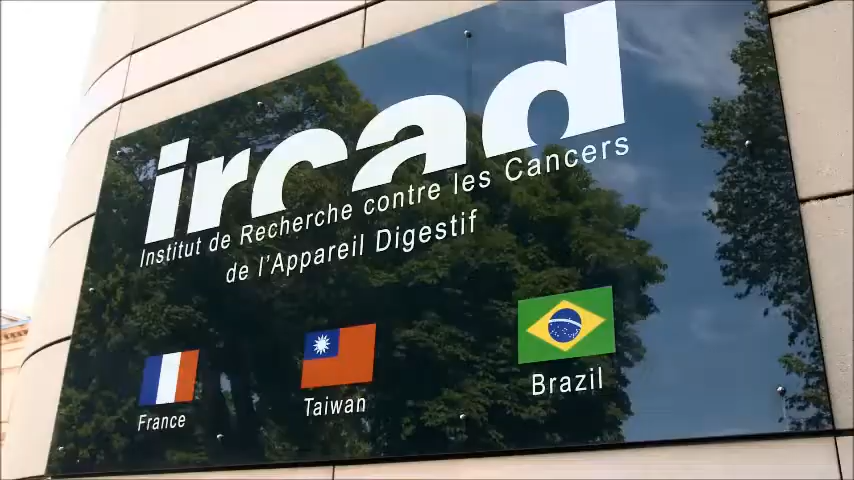 ircad
Institut de Recherche contre les Cancers
de l'Appareil Digestif
France
Taiwan
Brazil